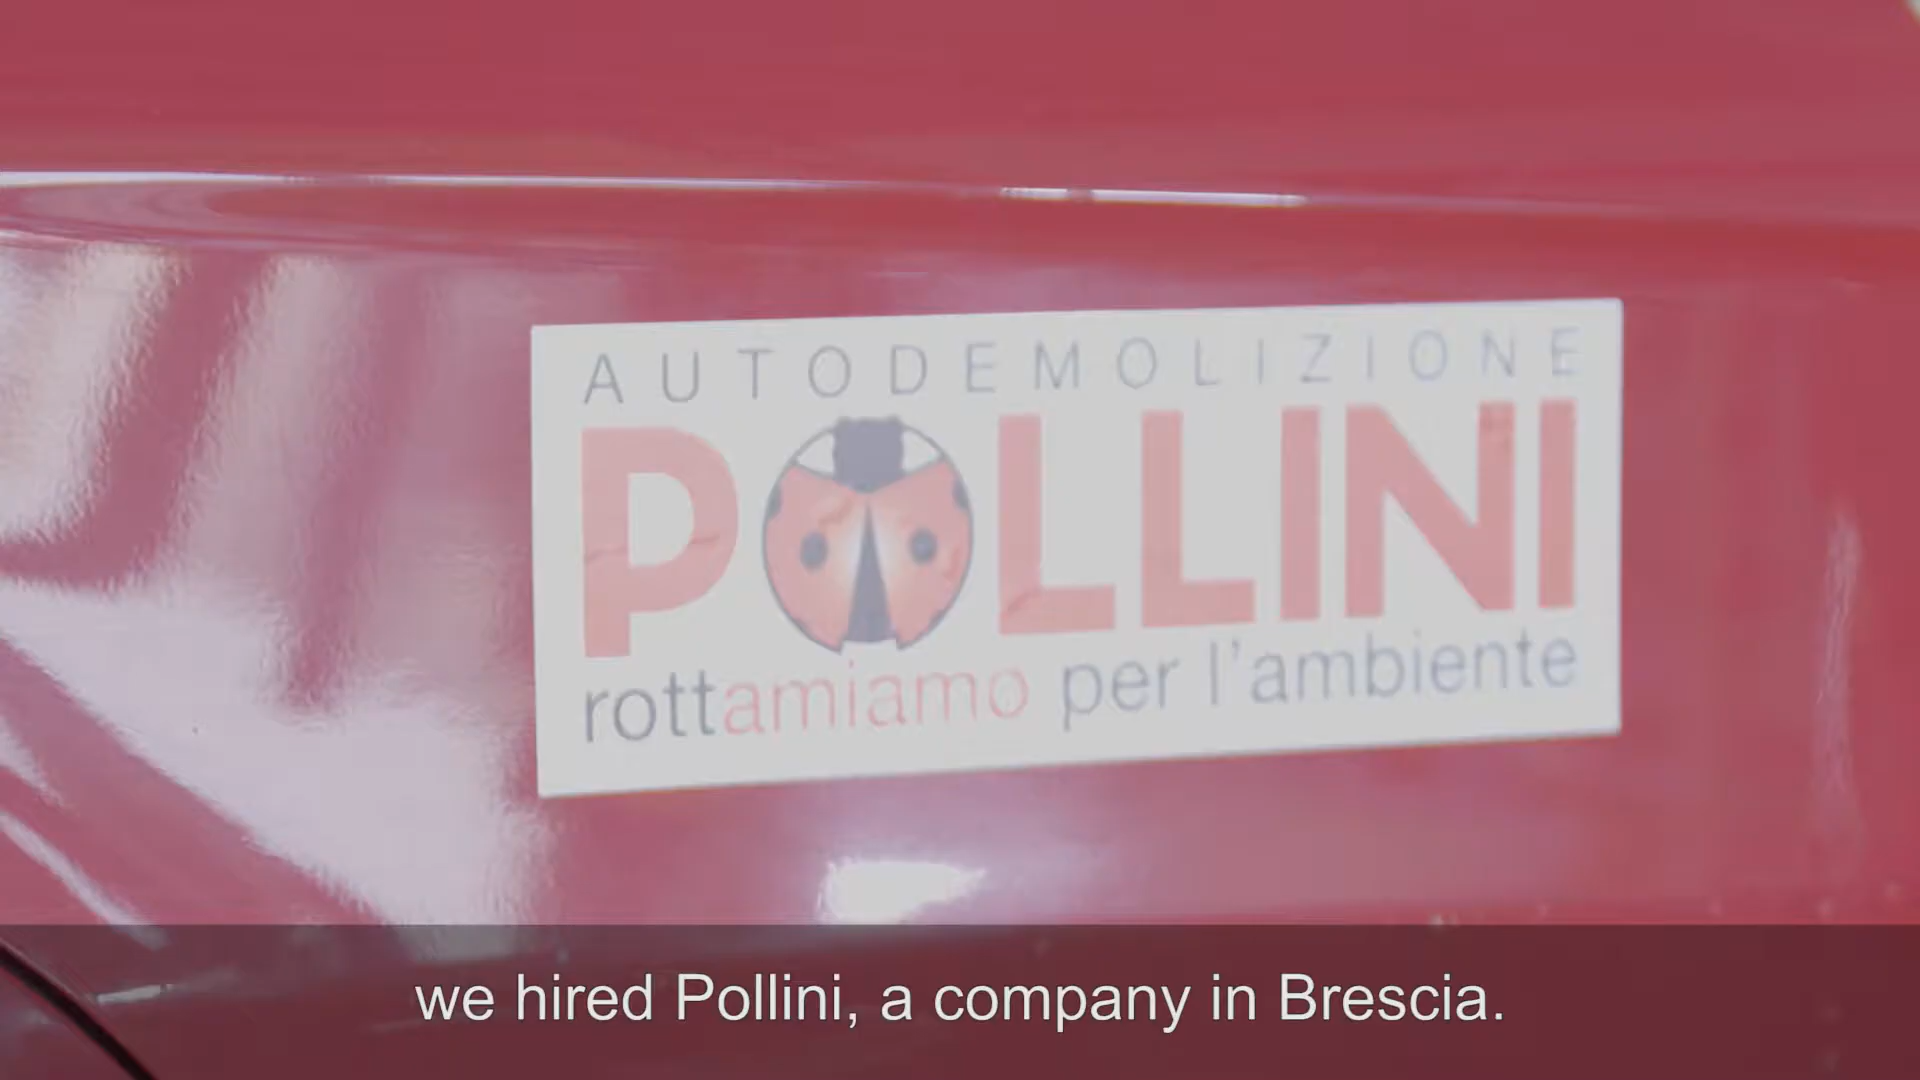 AUTODEMOLIZIONE
POLLINI
rottamiamo per l'ambiente
we hired Pollini, a company in Brescia.